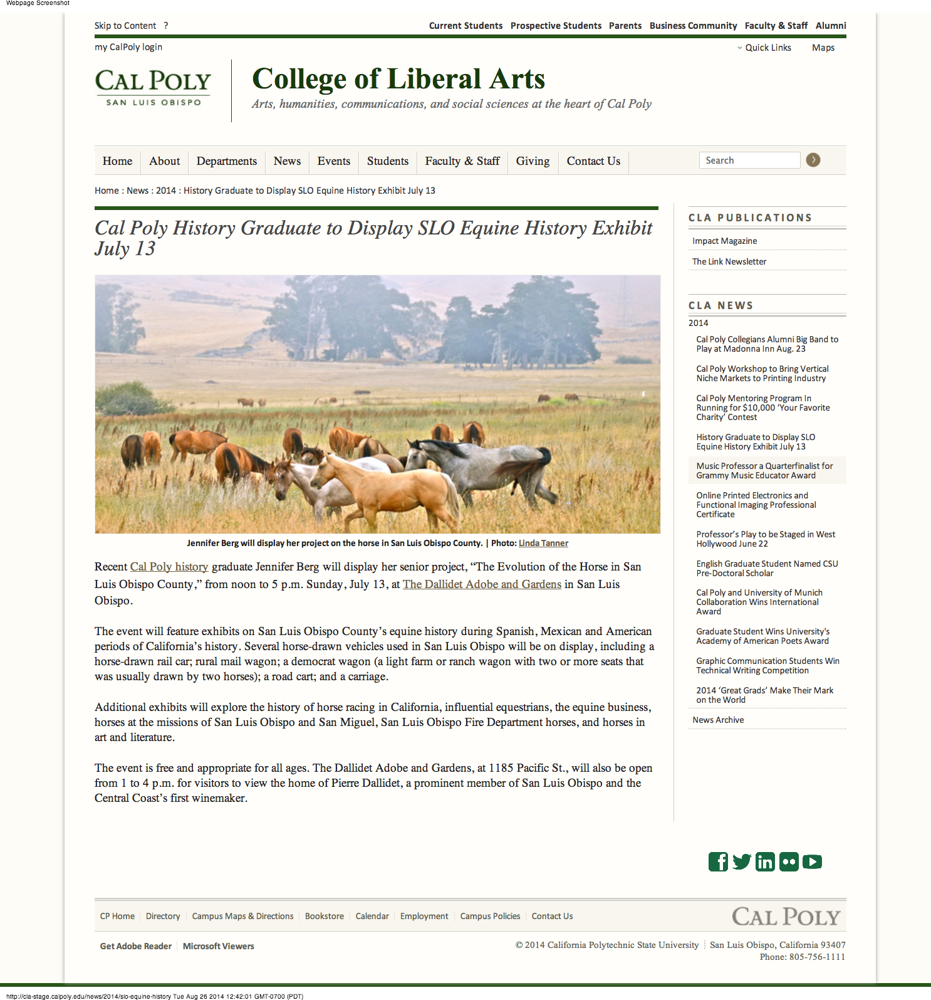 Webpage Screenshot
Skip to Content ?
Current Students Prospective Students Parents Business Community Faculty & Staff Alumni
my CalPoly login
Quick Links Maps
CAL POLY
SAN LUIS OBISPO
College of Liberal Arts
Arts, humanities, communications, and social sciences at the heart of Cal Poly
Home About Departments News Events Students Faculty & Staff Giving Contact Us
Search
Home : News : 2014 : History Graduate to Display SLO Equine History Exhibit July 13
Cal Poly History Graduate to Display SLO Equine History Exhibit
July 13
Jennifer Berg will display her project on the horse in San Luis Obispo County. | Photo: Linda Tanner
Recent Cal Poly history graduate Jennifer Berg will display her senior project, “The Evolution of the Horse in San
Luis Obispo County,” from noon to 5 p.m. Sunday, July 13, at The Dallidet Adobe and Gardens in San Luis
Obispo.
The event will feature exhibits on San Luis Obispo County’s equine history during Spanish, Mexican and American
periods of California’s history. Several horse-drawn vehicles used in San Luis Obispo will be on display, including a
horse-drawn rail car; rural mail wagon; a democrat wagon (a light farm or ranch wagon with two or more seats that
was usually drawn by two horses); a road cart; and a carriage.
Additional exhibits will explore the history of horse racing in California, influential equestrians, the equine business,
horses at the missions of San Luis Obispo and San Miguel, San Luis Obispo Fire Department horses, and horses in
art and literature.
The event is free and appropriate for all ages. The Dallidet Adobe and Gardens, at 1185 Pacific St., will also be open
from 1 to 4 p.m. for visitors to view the home of Pierre Dallidet, a prominent member of San Luis Obispo and the
Central Coast’s first winemaker.
CLA PUBLICATIONS
Impact Magazine
The Link Newsletter
CLA NEWS
2014
Cal Poly Collegians Alumni Big Band to
Play at Madonna Inn Aug. 23
Cal Poly Workshop to Bring Vertical
Niche Markets to Printing Industry
Cal Poly Mentoring Program In
Running for $10,000 ‘Your Favorite
Charity’ Contest
History Graduate to Display SLO
Equine History Exhibit July 13
Music Professor a Quarterfinalist for
Grammy Music Educator Award
Online Printed Electronics and
Functional Imaging Professional
Certificate
Professor’s Play to be Staged in West
Hollywood June 22
English Graduate Student Named CSU
Pre-Doctoral Scholar
Cal Poly and University of Munich
Collaboration Wins International
Award
Graduate Student Wins University's
Academy of American Poets Award
Graphic Communication Students Win
Technical Writing Competition
2014 ‘Great Grads’ Make Their Mark
on the World
News Archive
CP Home Directory Campus Maps & Directions Bookstore Calendar Employment Campus Policies Contact Us
CAL POLY
Get Adobe Reader Microsoft Viewers
© 2014 California Polytechnic State University San Luis Obispo, California 93407
Phone: 805-756-1111
http://cla-stage.calpoly.edu/news/2014/slo-equine-history Tue Aug 26 2014 12:42:01 GMT-0700 (PDT)